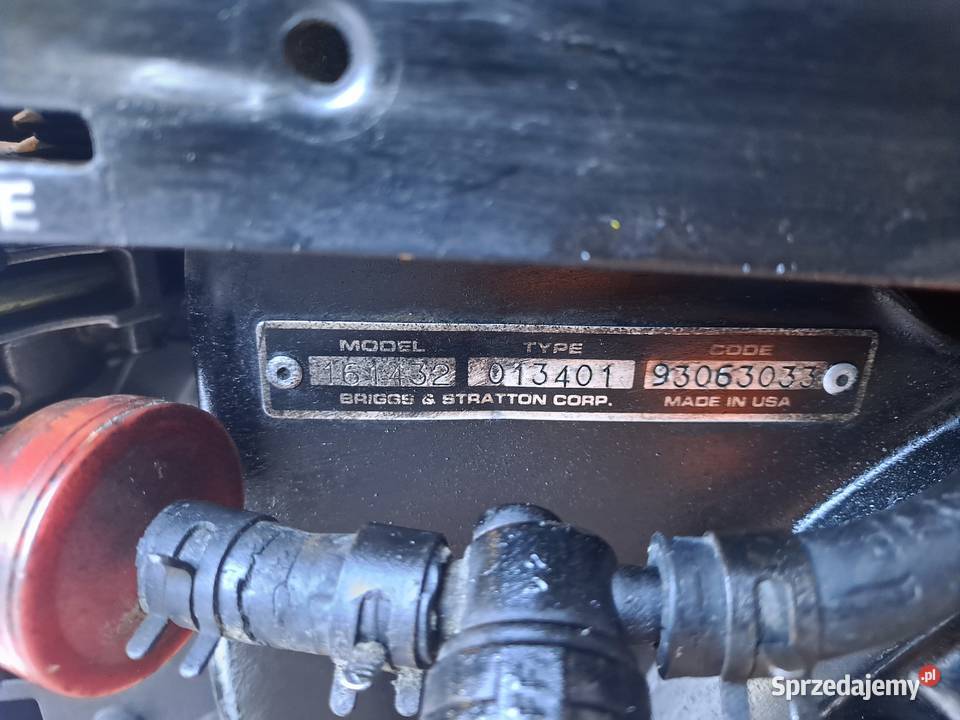 E
MODEL TYPE CODE
161432 013401 93063033
BRIGGS & STRATTON CORP. MADE IN USA
Sprzedajemy.pl